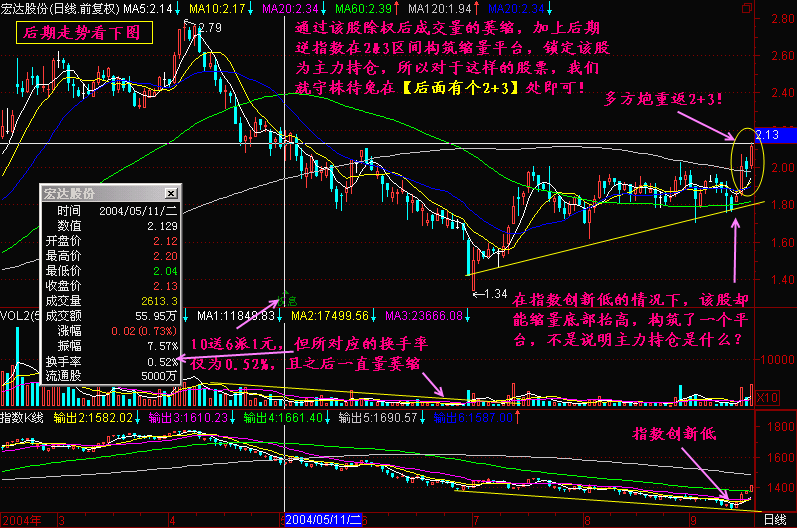 宏达股份(日线.前复权) MA5:2.14↓ MA10:2.17↓ MA20:2.34↓ MA60:2.39↑ MA120:1.94↑ MA20:2.34↓
后期走势看下图
2.79
通过该股除权后成交量的萎缩，加上后期
逆指数在2&3区间构筑缩量平台，锁定该股
为主力持仓，所以对于这样的股票，我们
就守株待兔在【后面有个2+3】处即可！
多方炮重返2+3！
2.80
2.40
2.13
2.00
1.80
1.60
1.40
宏达股份
时间 2004/05/11/二
数值 2.129
开盘价 2.12
最高价 2.20
最低价 2.04
收盘价 2.13
成交量 2613.3
成交额 55.95万
涨幅 0.02(0.73%)
振幅 7.57%
换手率 0.52%
流通股 5000万
1.34
在指数创新低的情况下，该股却
能缩量底部抬高，构筑了一个平
台，不是说明主力持仓是什么？
VOL2(5 MA1:11849.83↓ MA2:17499.56↓ MA3:23666.08↓
10送6派1元，但所对应的换手率
仅为0.52%，且之后一直量萎缩
10000
X10
指数K线 输出2:1582.02↓ 输出3:1610.23↓ 输出4:1661.40↓ 输出5:1690.57↓ 输出6:1587.00↑
指数创新低
1800
1600
1400
2004年 3 4 5 2004/05/11/二 6 7 8 9 日线